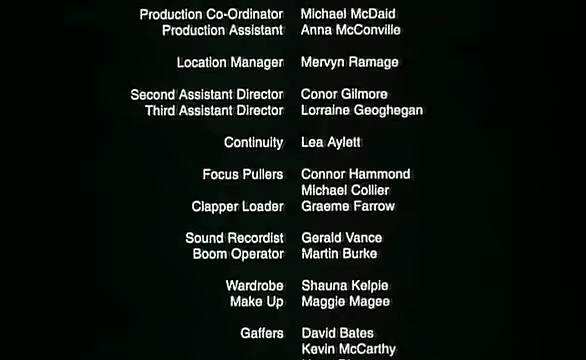 Production Co-Ordinator Michael McDaid
Production Assistant Anna McConville
Location Manager Mervyn Ramage
Second Assistant Director Conor Gilmore
Third Assistant Director Lorraine Geoghegan
Continuity Lea Aylett
Focus Pullers Connor Hammond
Michael Collier
Clapper Loader Graeme Farrow
Sound Recordist Gerald Vance
Boom Operator Martin Burke
Wardrobe Shauna Kelpie
Make Up Maggie Magee
Gaffers David Bates
Kevin McCarthy